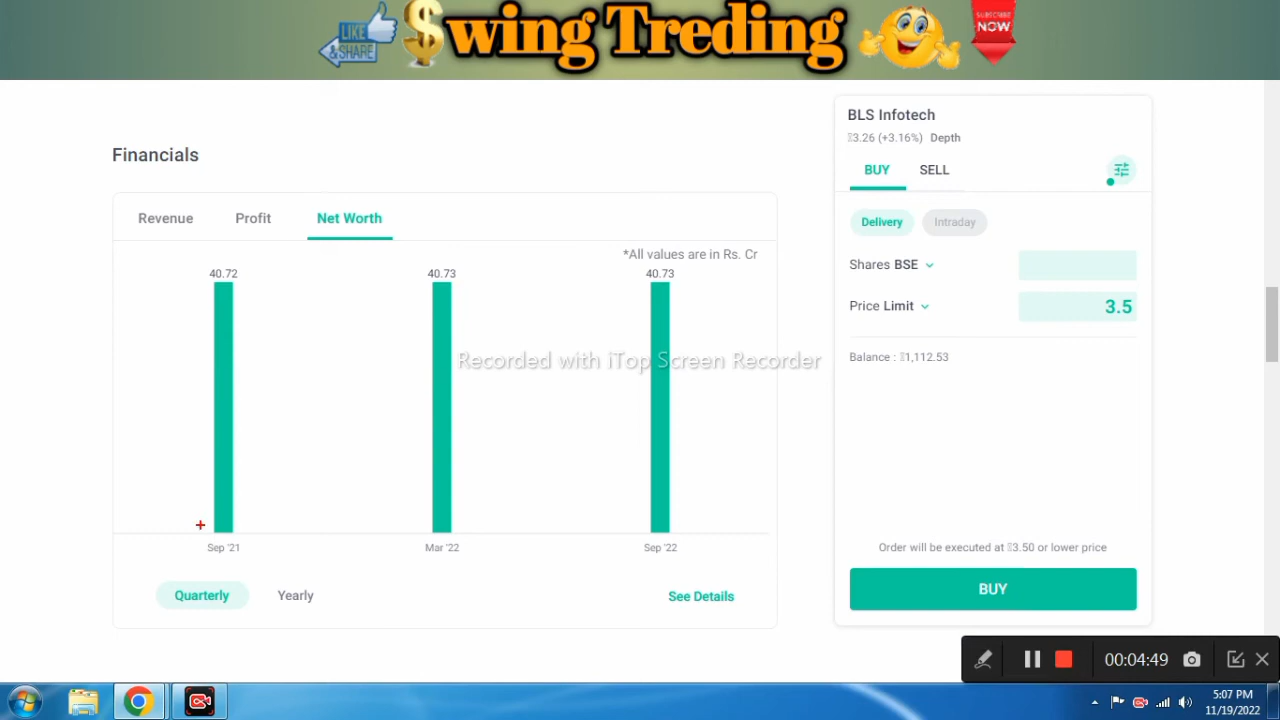 LIKE
&SHARE
$wing Treding
SUBSCRIBE
NOW
Financials
Revenue Profit Net Worth
*All values are in Rs. Cr
40.72 40.73 40.73
Sep '21 Mar '22 Sep '22
Quarterly Yearly See Details
BLS Infotech
3.26 (+3.16%) Depth
BUY SELL
Delivery Intraday
Shares BSE
Price Limit 3.5
Balance : 1,112.53
Order will be executed at 3.50 or lower price
BUY
Recorded with iTop Screen Recorder
00:04:49
5:07 PM
11/19/2022